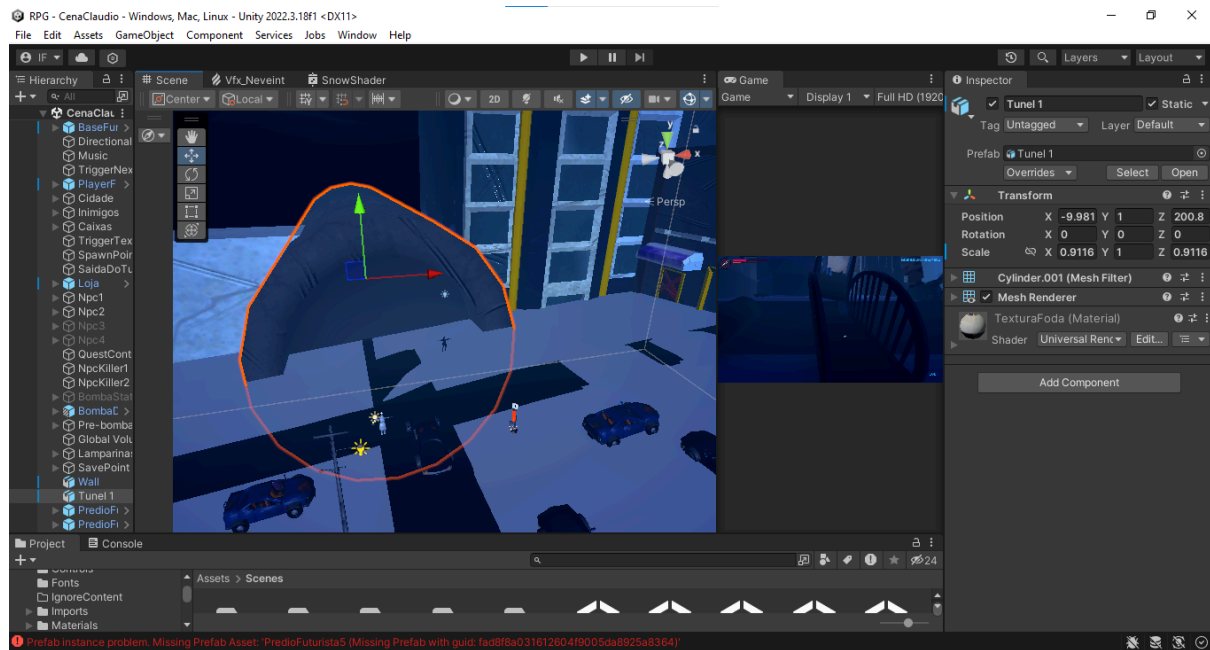 RPG - CenaClaudio - Windows, Mac, Linux - Unity 2022.3.18f1 <DX11>
File Edit Assets GameObject Component Services Jobs Window Help
IF Layers Layout
Hierarchy Scene Vfx_Neveint SnowShader Game Inspector
All Center Local 2D Game Display 1 Full HD (1920 Tunel 1 Static
CenaClau
BaseFur
Directional
Music
TriggerNex
PlayerF
Cidade
Inimigos
Caixas
TriggerTex
SpawnPoir
SaidaDoTu
Loja
Npc1
Npc2
Npc3
Npc4
QuestCont
NpcKiller1
NpcKiller2
BombaStat
BombaD
Pre-bomba
Global Volu
Lamparinas
SavePoint
Wall
Tunel 1
PredioFu
PredioFu
y
z
x
Persp
Tag Untagged Layer Default
Prefab Tunel 1
Overrides Select Open
Transform
Position X -9.981 Y 1 Z 200.8
Rotation X 0 Y 0 Z 0
Scale X 0.9116 Y 1 Z 0.9116
Cylinder.001 (Mesh Filter)
Mesh Renderer
TexturaFoda (Material)
Shader Universal Renc Edit...
Add Component
Project Console
24
Controls
Fonts
IgnoreContent
Imports
Materials
Assets > Scenes
Prefab instance problem. Missing Prefab Asset: 'PredioFuturista5 (Missing Prefab with guid: fad8f8a031612604f9005da8925a8364)'